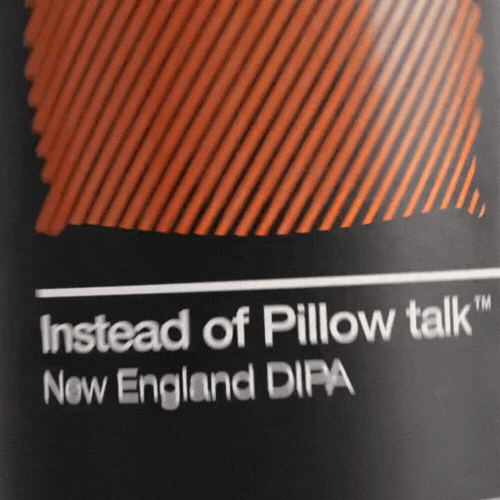 Instead of Pillow talk™
New England DIPA